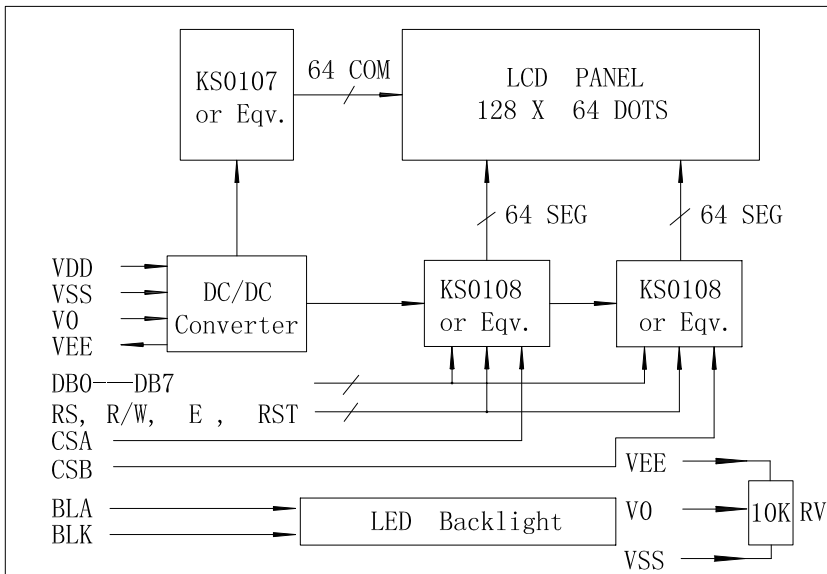 KS0107
or Eqv.
64 COM
LCD PANEL
128 X 64 DOTS
64 SEG
64 SEG
VDD
VSS
V0
VEE
DC/DC
Converter
KS0108
or Eqv.
KS0108
or Eqv.
DB0——DB7
RS, R/W, E , RST
CSA
CSB
BLA
BLK
LED Backlight
VEE
V0
VSS
10K
RV